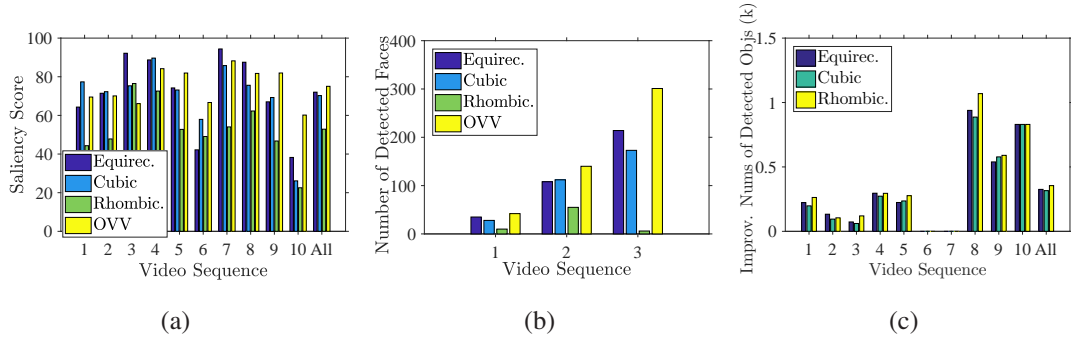 100
80
60
40
20
0
Saliency Score
Equirec.
Cubic
Rhombic.
OVV
1 2 3 4 5 6 7 8 9 10 All
Video Sequence
(a)
400
300
200
100
0
Number of Detected Faces
Equirec.
Cubic
Rhombic.
OVV
1 2 3
Video Sequence
(b)
1.5
1
0.5
0
Improv. Nums of Detected Objs (k)
Equirec.
Cubic
Rhombic.
1 2 3 4 5 6 7 8 9 10 All
Video Sequence
(c)